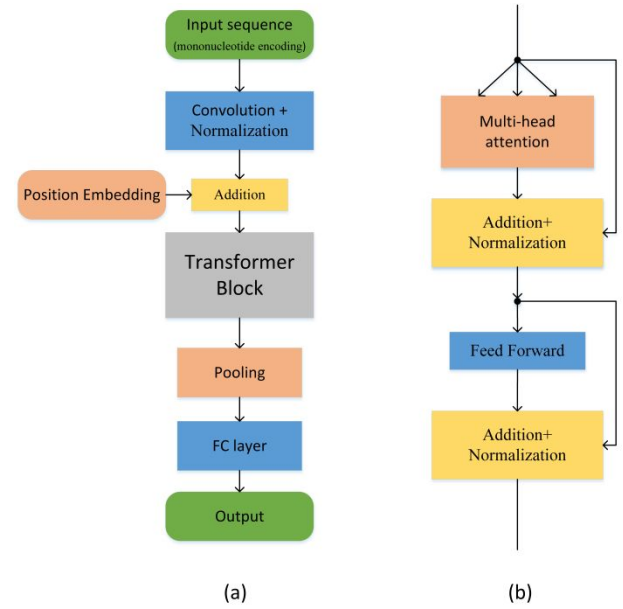 Input sequence
(mononucleotide encoding)
Convolution +
Normalization
Position Embedding
Addition
Transformer
Block
Pooling
FC layer
Output
(a)
Multi-head
attention
Addition+
Normalization
Feed Forward
Addition+
Normalization
(b)